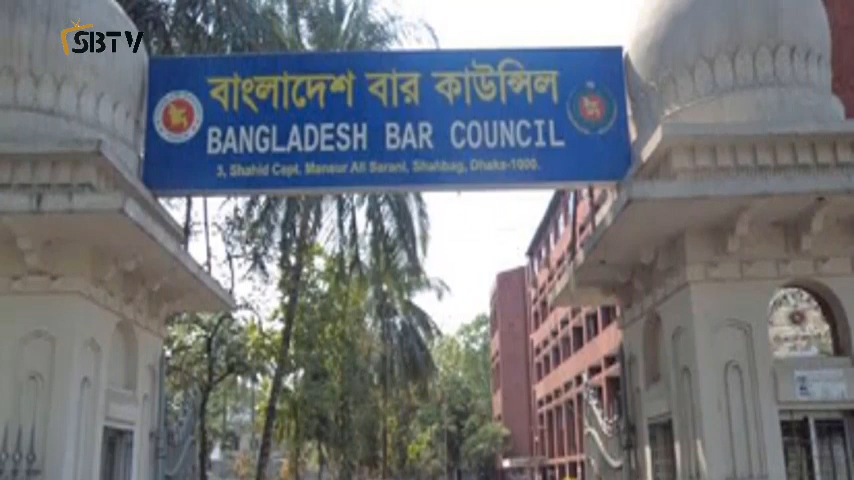 SBTV
বাংলাদেশ বার কাউন্সিল
BANGLADESH BAR COUNCIL
3, Shahid Capt. Mansur Ali Sarani, Shahbag, Dhaka-1000.